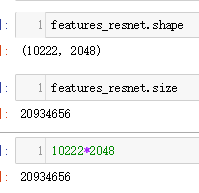 ]: 1 features_resnet.shape
]: (10222, 2048)
]: 1 features_resnet.size
]: 20934656
]: 1 10222*2048
]: 20934656